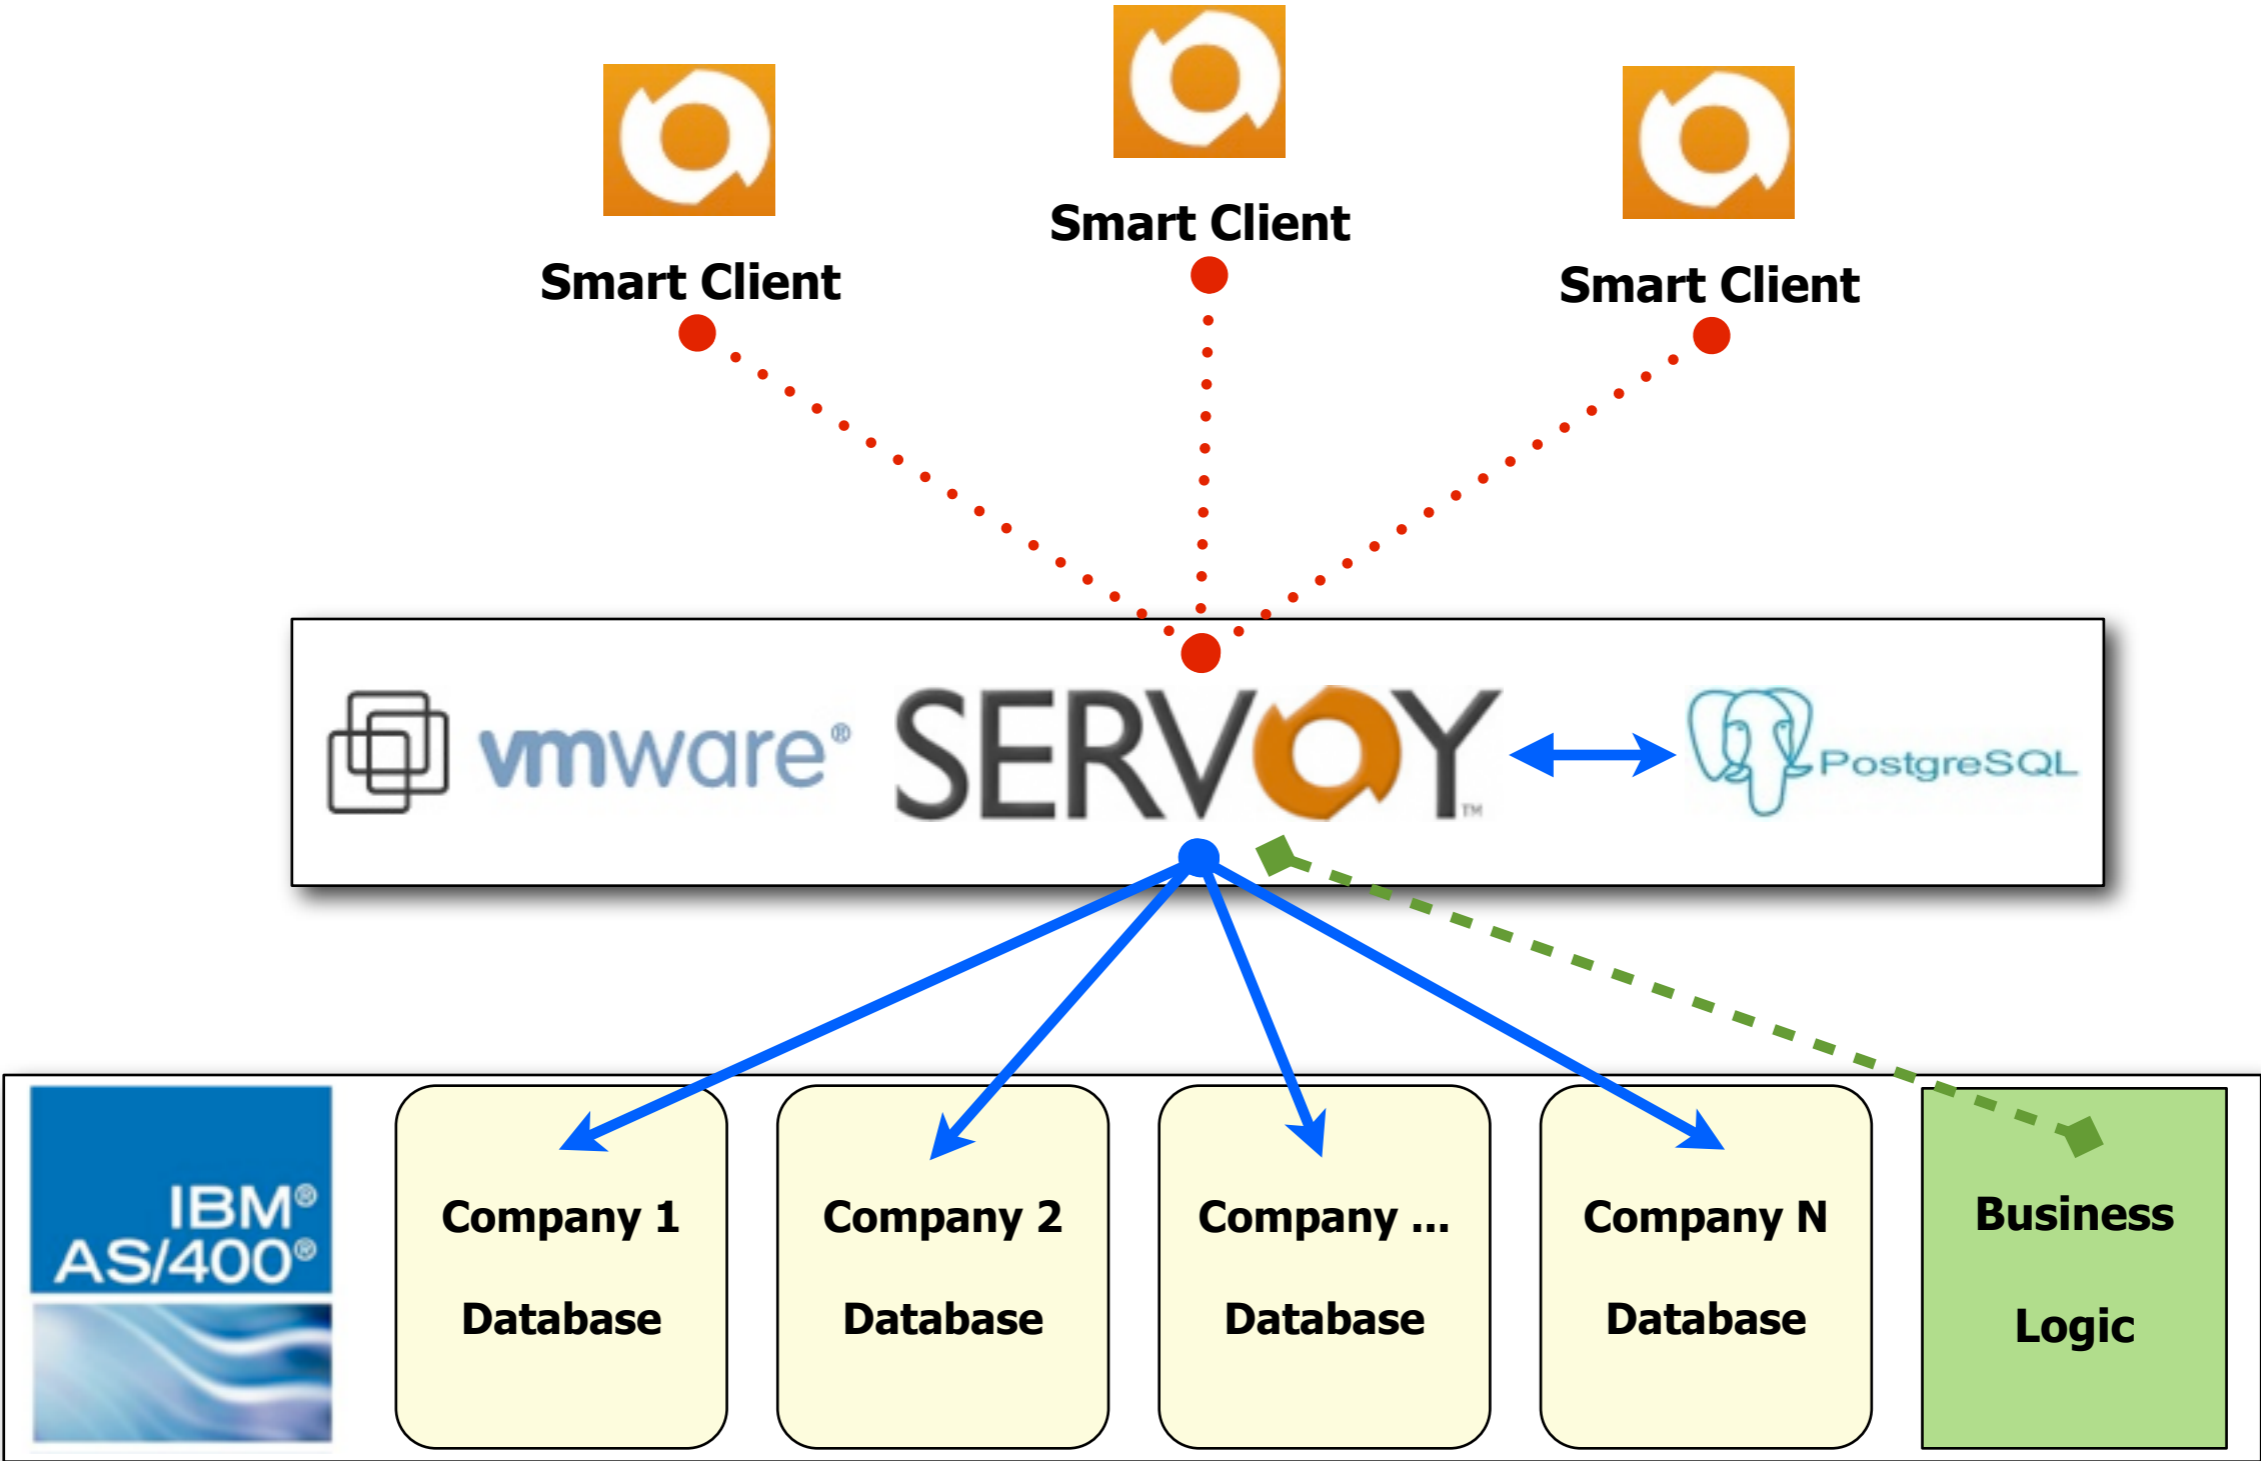 Smart Client
Smart Client
Smart Client
vmware®
SERVOY™
PostgreSQL
IBM®
AS/400®
Company 1
Database
Company 2
Database
Company ...
Database
Company N
Database
Business
Logic